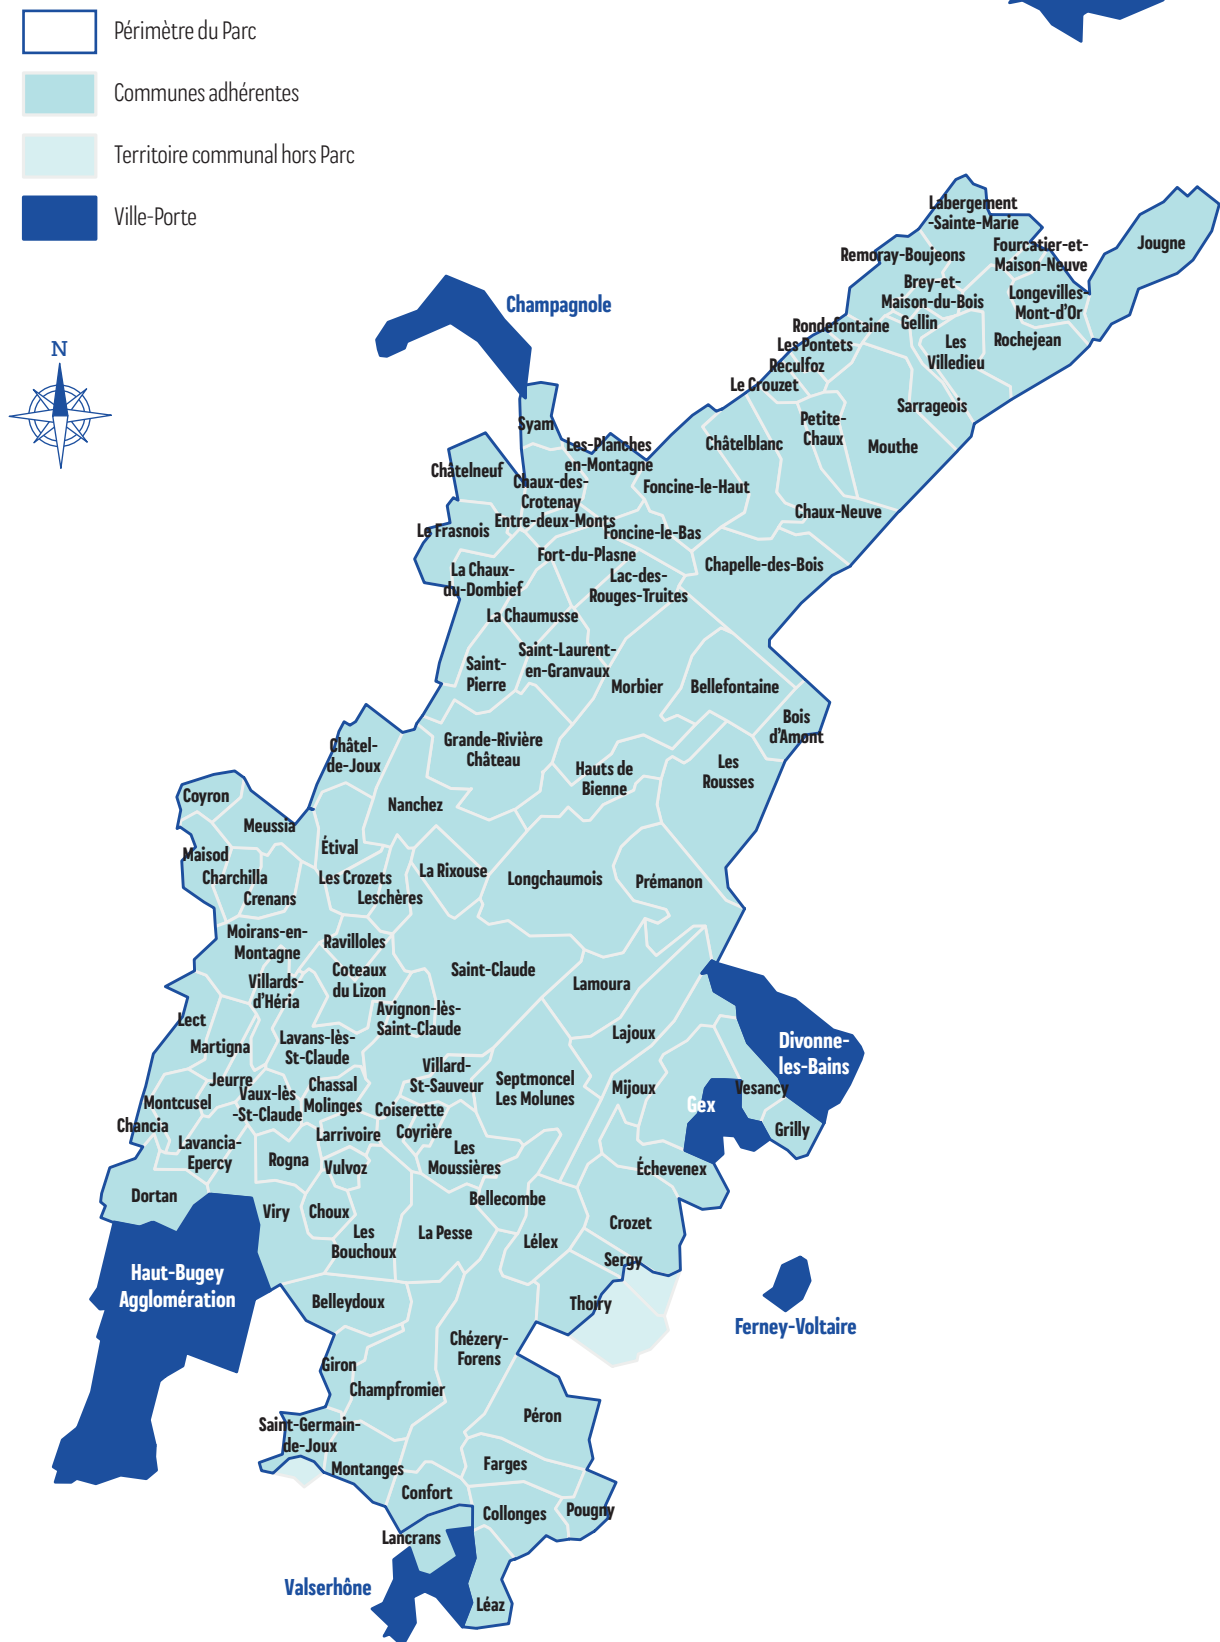 Périmètre du Parc
Communes adhérentes
Territoire communal hors Parc
Ville-Porte
N
Champagnole
Labergement
-Sainte-Marie
Fourcatier-et-
Maison-Neuve
Jougne
Remoray-Boujeons
Brey-et-
Maison-du-Bois
Longevilles-
Mont-d'Or
Rondefontaine
Gellin
Les Pontets
Les
Villedieu
Rochejean
Reculfoz
Le Crouzet
Sarrageois
Petite-
Chaux
Mouthe
Châtelblanc
Syam
Les-Planches
en-Montagne
Châtelneuf
Chaux-des-
Crotenay
Foncine-le-Haut
Chaux-Neuve
Entre-deux-Monts
Le Frasnois
Foncine-le-Bas
Fort-du-Plasne
Chapelle-des-Bois
La Chaux-
du-Dombief
Lac-des-
Rouges-Truites
La Chaumusse
Saint-Laurent-
en-Granvaux
Saint-
Pierre
Morbier
Bellefontaine
Bois
d'Amont
Grande-Rivière
Château
Châtel-
de-Joux
Hauts de
Bienne
Les
Rousses
Coyron
Nanchez
Meussia
Étival
Maisod
Charchilla
Les Crozets
La Rixouse
Longchaumois
Prémanon
Crenans
Leschères
Moirans-en-
Montagne
Ravilloles
Coteaux
du Lizon
Saint-Claude
Lamoura
Villards-
d'Héria
Avignon-lès-
Saint-Claude
Lect
Lajoux
Martigna
Lavans-lès-
St-Claude
Divonne-
les-Bains
Villard-
St-Sauveur
Septmoncel
Les Molunes
Mijoux
Vesancy
Jeurre
Chassal
Molinges
Vaux-lès
-St-Claude
Montcusel
Coiserette
Gex
Chancia
Larrivoire
Coyrière
Grilly
Lavancia-
Epercy
Rogna
Vulvoz
Les
Moussières
Échevenex
Dortan
Viry
Choux
Bellecombe
Les
Bouchoux
La Pesse
Crozet
Lélex
Sergy
Haut-Bugey
Agglomération
Belleydoux
Thoiry
Ferney-Voltaire
Chézery-
Forens
Giron
Champfromier
Péron
Saint-Germain-
de-Joux
Montanges
Farges
Confort
Collonges
Pougny
Lancrans
Valserhône
Léaz